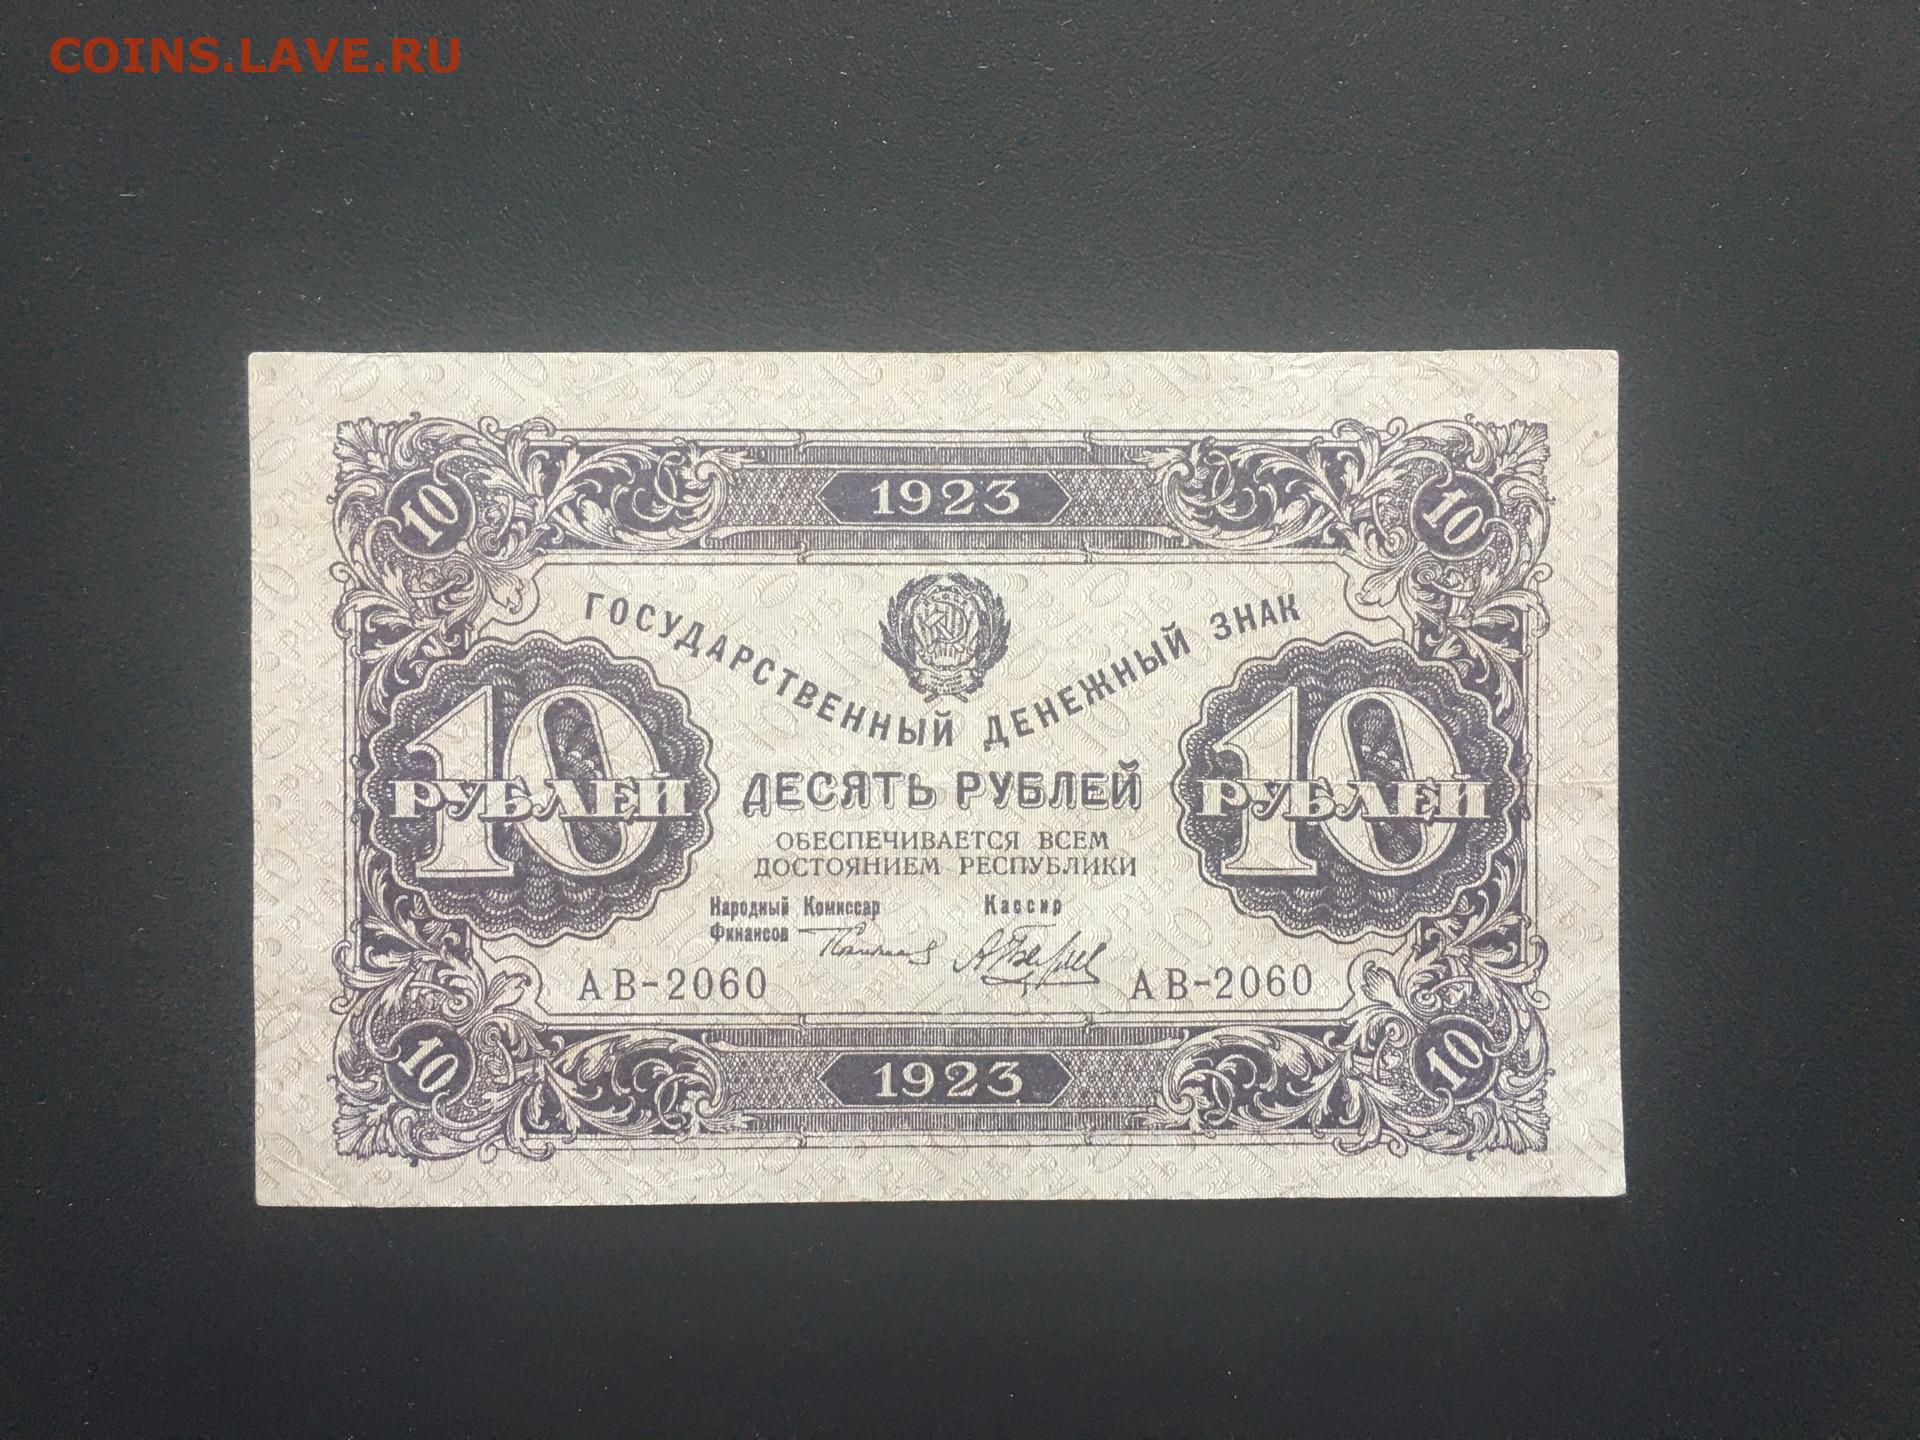 COINS.LAVE.RU
1923
10 10
ГОСУДАРСТВЕННЫЙ ДЕНЕЖНЫЙ ЗНАК
10 10
РУБЛЕЙ ДЕСЯТЬ РУБЛЕЙ РУБЛЕЙ
ОБЕСПЕЧИВАЕТСЯ ВСЕМ
ДОСТОЯНИЕМ РЕСПУБЛИКИ
Народный Комиссар Кассир
Финансов
АВ-2060 АВ-2060
10 1923 10